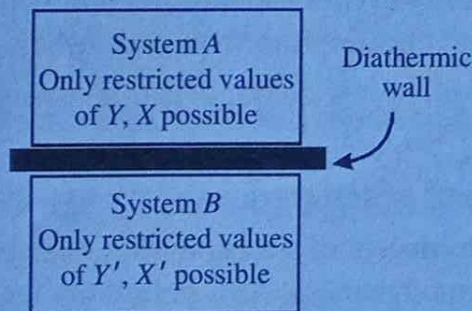 System A
Only restricted values
of Y, X possible
Diathermic
wall
System B
Only restricted values
of Y′, X′ possible